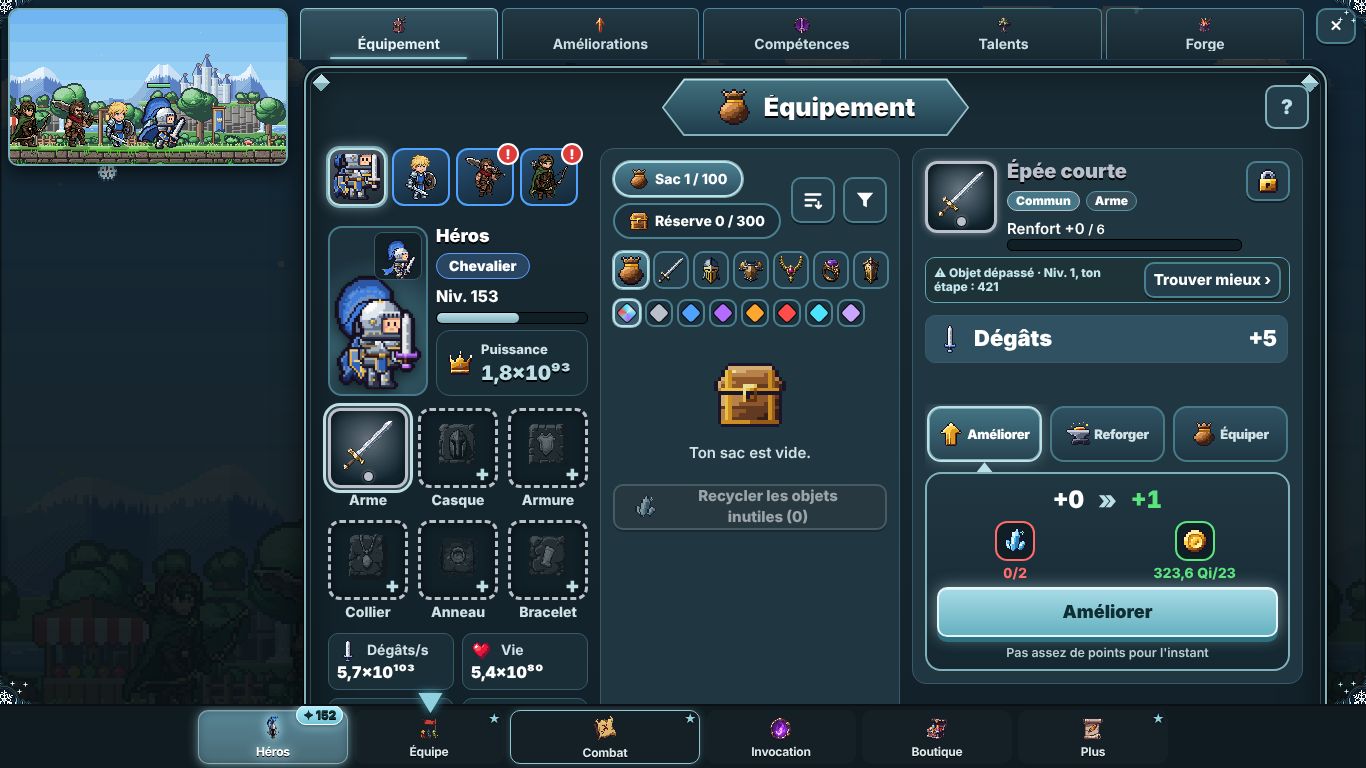 Équipement
Améliorations
Compétences
Talents
Forge
Équipement
?
!
!
Héros
Chevalier
Niv. 153
Puissance
1,8×10⁹³
Arme
Casque
Armure
Collier
Anneau
Bracelet
Dégâts/s
5,7×10¹⁰³
Vie
5,4×10⁸⁰
Sac 1 / 100
Réserve 0 / 300
Ton sac est vide.
Recycler les objets
inutiles (0)
Épée courte
Commun
Arme
Renfort +0 / 6
⚠ Objet dépassé · Niv. 1, ton
étape : 421
Trouver mieux ›
Dégâts
+5
Améliorer
Reforger
Équiper
+0 » +1
0/2
323,6 Qi/23
Améliorer
Pas assez de points pour l'instant
152
Héros
Équipe
Combat
Invocation
Boutique
Plus